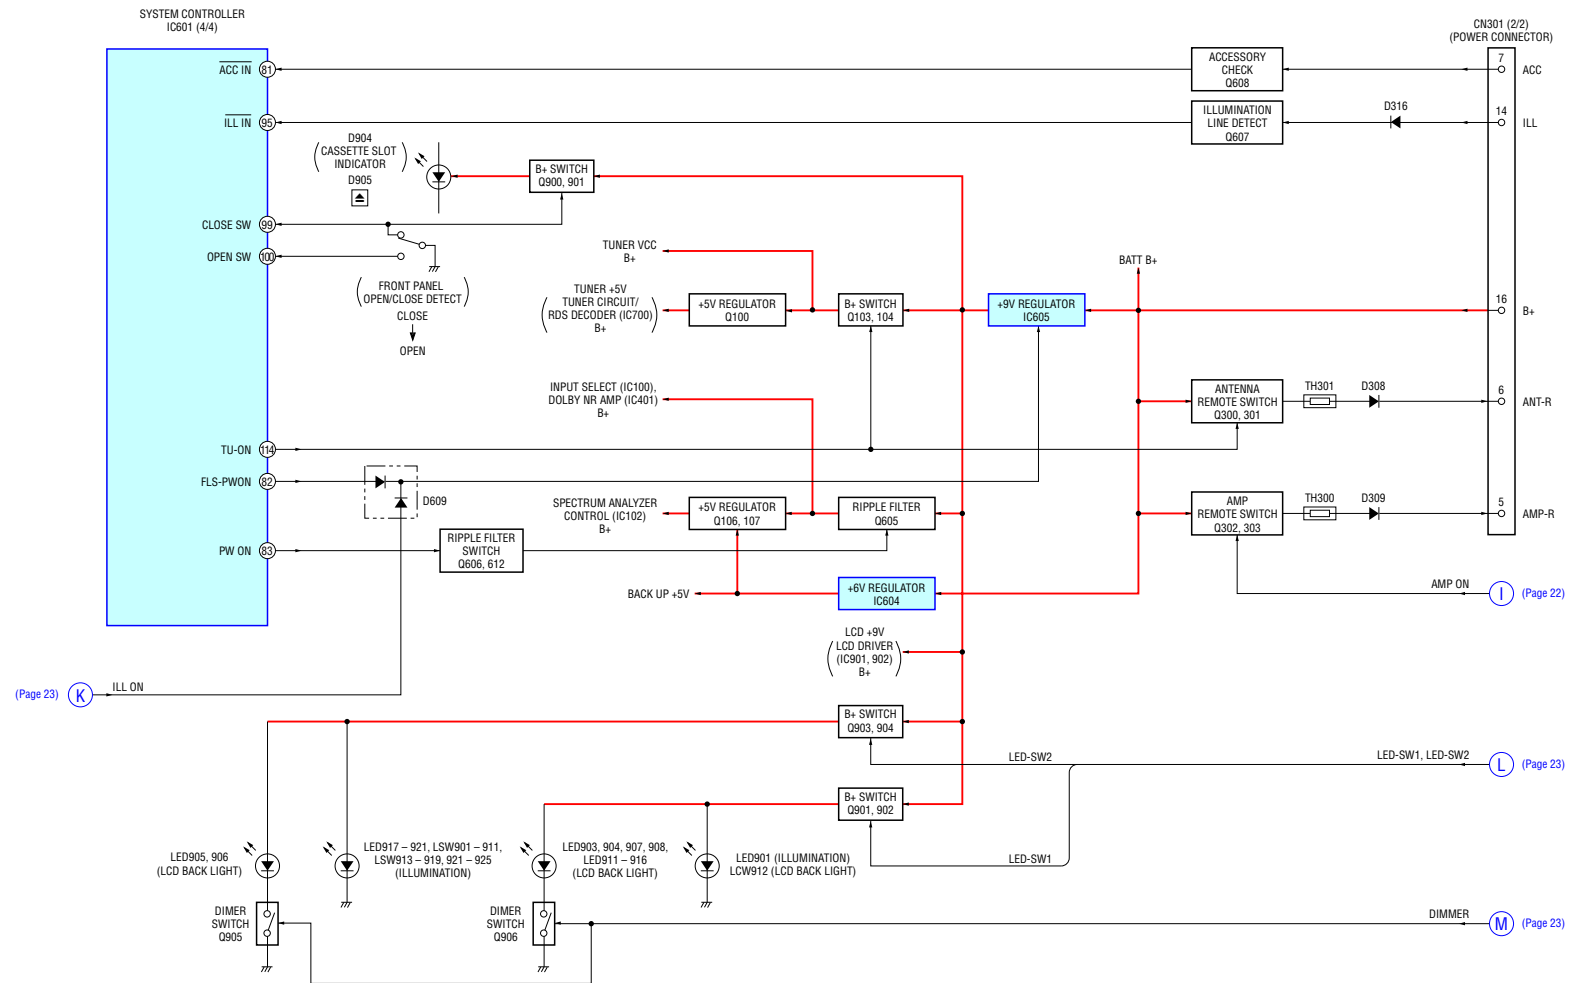 SYSTEM CONTROLLER
IC601 (4/4)
CN301 (2/2)
(POWER CONNECTOR)
ACC IN
81
ACCESSORY
CHECK
Q608
7
ACC
ILL IN
95
ILLUMINATION
LINE DETECT
Q607
D316
14
ILL
D904
CASSETTE SLOT
INDICATOR
D905
B+ SWITCH
Q900, 901
CLOSE SW
99
OPEN SW
100
FRONT PANEL
OPEN/CLOSE DETECT
CLOSE
OPEN
TUNER VCC
B+
BATT B+
TUNER +5V
TUNER CIRCUIT/
RDS DECODER (IC700)
B+
+5V REGULATOR
Q100
B+ SWITCH
Q103, 104
+9V REGULATOR
IC605
16
B+
INPUT SELECT (IC100),
DOLBY NR AMP (IC401)
B+
ANTENNA
REMOTE SWITCH
Q300, 301
TH301
D308
6
ANT-R
TU-ON
114
FLS-PWON
82
D609
SPECTRUM ANALYZER
CONTROL (IC102)
B+
+5V REGULATOR
Q106, 107
RIPPLE FILTER
Q605
AMP
REMOTE SWITCH
Q302, 303
TH300
D309
5
AMP-R
PW ON
83
RIPPLE FILTER
SWITCH
Q606, 612
BACK UP +5V
+6V REGULATOR
IC604
AMP ON
I
(Page 22)
LCD +9V
LCD DRIVER
(IC901, 902)
B+
(Page 23)
K
ILL ON
B+ SWITCH
Q903, 904
LED-SW2
LED-SW1, LED-SW2
L
(Page 23)
B+ SWITCH
Q901, 902
LED-SW1
LED905, 906
(LCD BACK LIGHT)
LED917 – 921, LSW901 – 911,
LSW913 – 919, 921 – 925
(ILLUMINATION)
LED903, 904, 907, 908,
LED911 – 916
(LCD BACK LIGHT)
LED901 (ILLUMINATION)
LCW912 (LCD BACK LIGHT)
DIMER
SWITCH
Q905
DIMER
SWITCH
Q906
DIMMER
M
(Page 23)